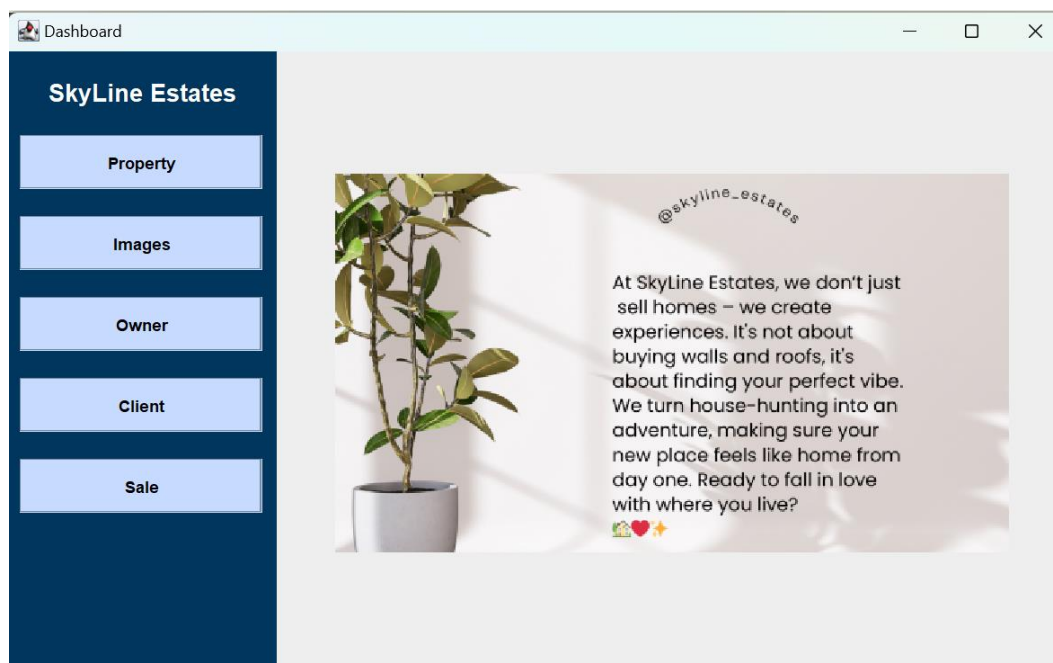 Dashboard
SkyLine Estates
Property
Images
Owner
Client
Sale
@skyline_estates
At SkyLine Estates, we don't just
sell homes – we create
experiences. It's not about
buying walls and roofs, it's
about finding your perfect vibe.
We turn house-hunting into an
adventure, making sure your
new place feels like home from
day one. Ready to fall in love
with where you live?
🏡❤️✨